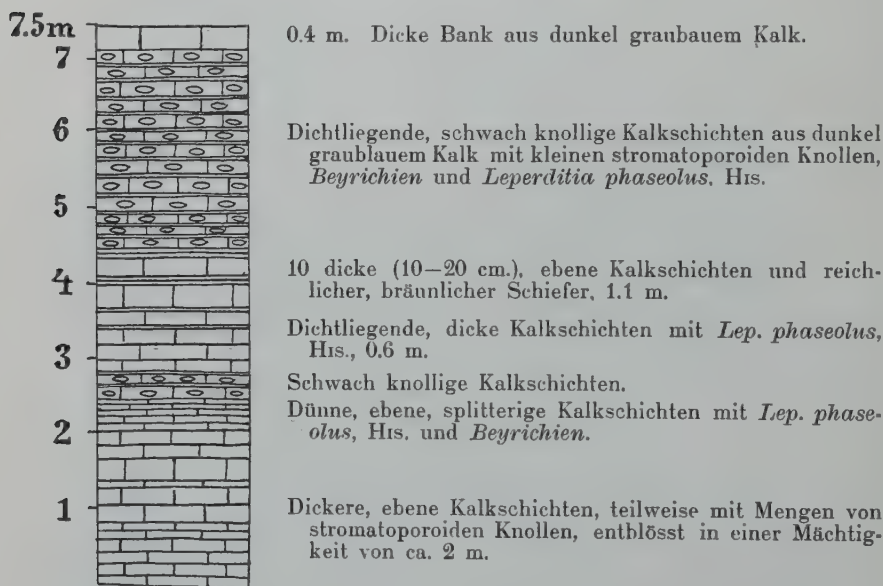 7.5m
0.4 m. Dicke Bank aus dunkel graubauem Kalk.
7
6
Dichtliegende, schwach knollige Kalkschichten aus dunkel
graublauem Kalk mit kleinen stromatoporoiden Knollen,
Beyrichien und Leperditia phaseolus, His.
5
4
10 dicke (10—20 cm.), ebene Kalkschichten und reich-
licher, bräunlicher Schiefer, 1.1 m.
Dichtliegende, dicke Kalkschichten mit Lep. phaseolus,
His., 0.6 m.
3
Schwach knollige Kalkschichten.
Dünne, ebene, splitterige Kalkschichten mit Lep. phase-
olus, His. und Beyrichien.
2
1
Dickere, ebene Kalkschichten, teilweise mit Mengen von
stromatoporoiden Knollen, entblösst in einer Mächtig-
keit von ca. 2 m.